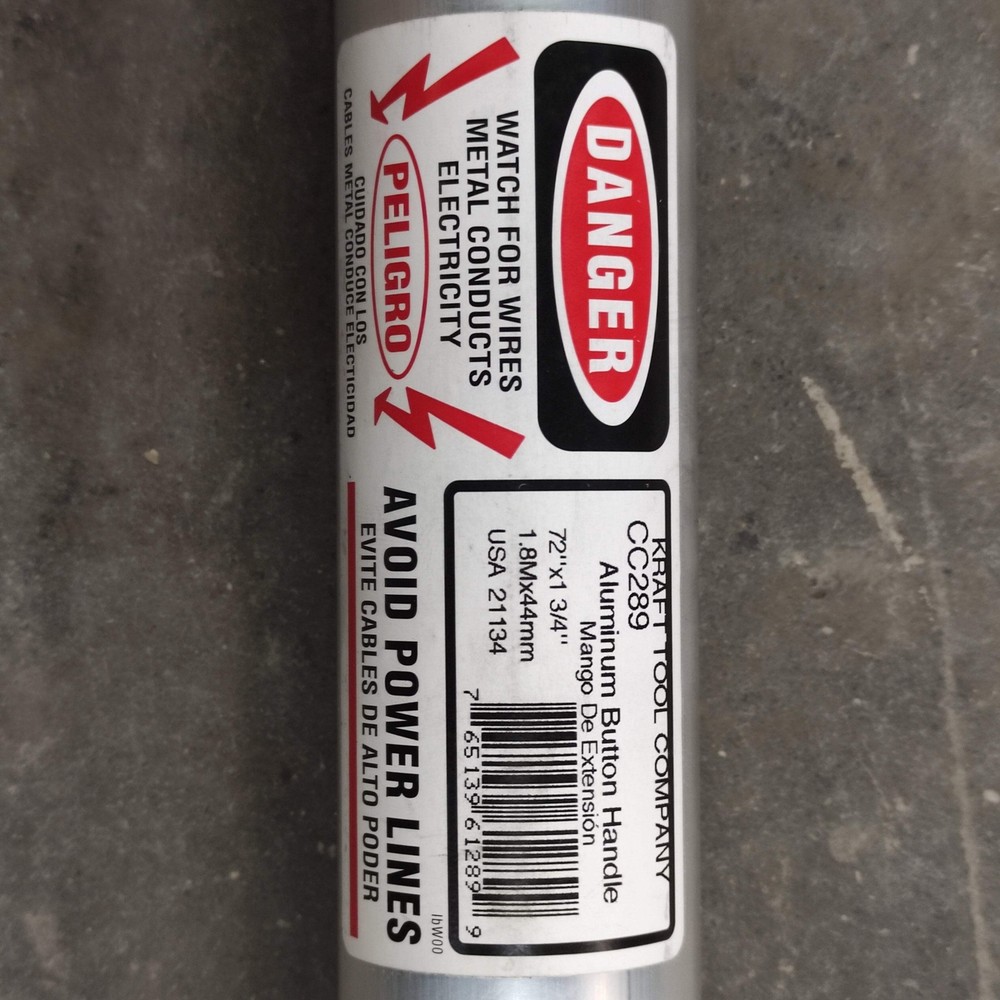 DANGER
WATCH FOR WIRES
METAL CONDUCTS
ELECTRICITY
PELIGRO
CUIDADO CON LOS
CABLES METAL CONDUCE ELECTICIDAD
KRAFT TOOL COMPANY
CC289
Aluminum Button Handle
Mango De Extensión
72"x1 3/4"
1.8Mx44mm
USA 21134
7 65139 61289 9
AVOID POWER LINES
EVITE CABLES DE ALTO PODER
lbW00